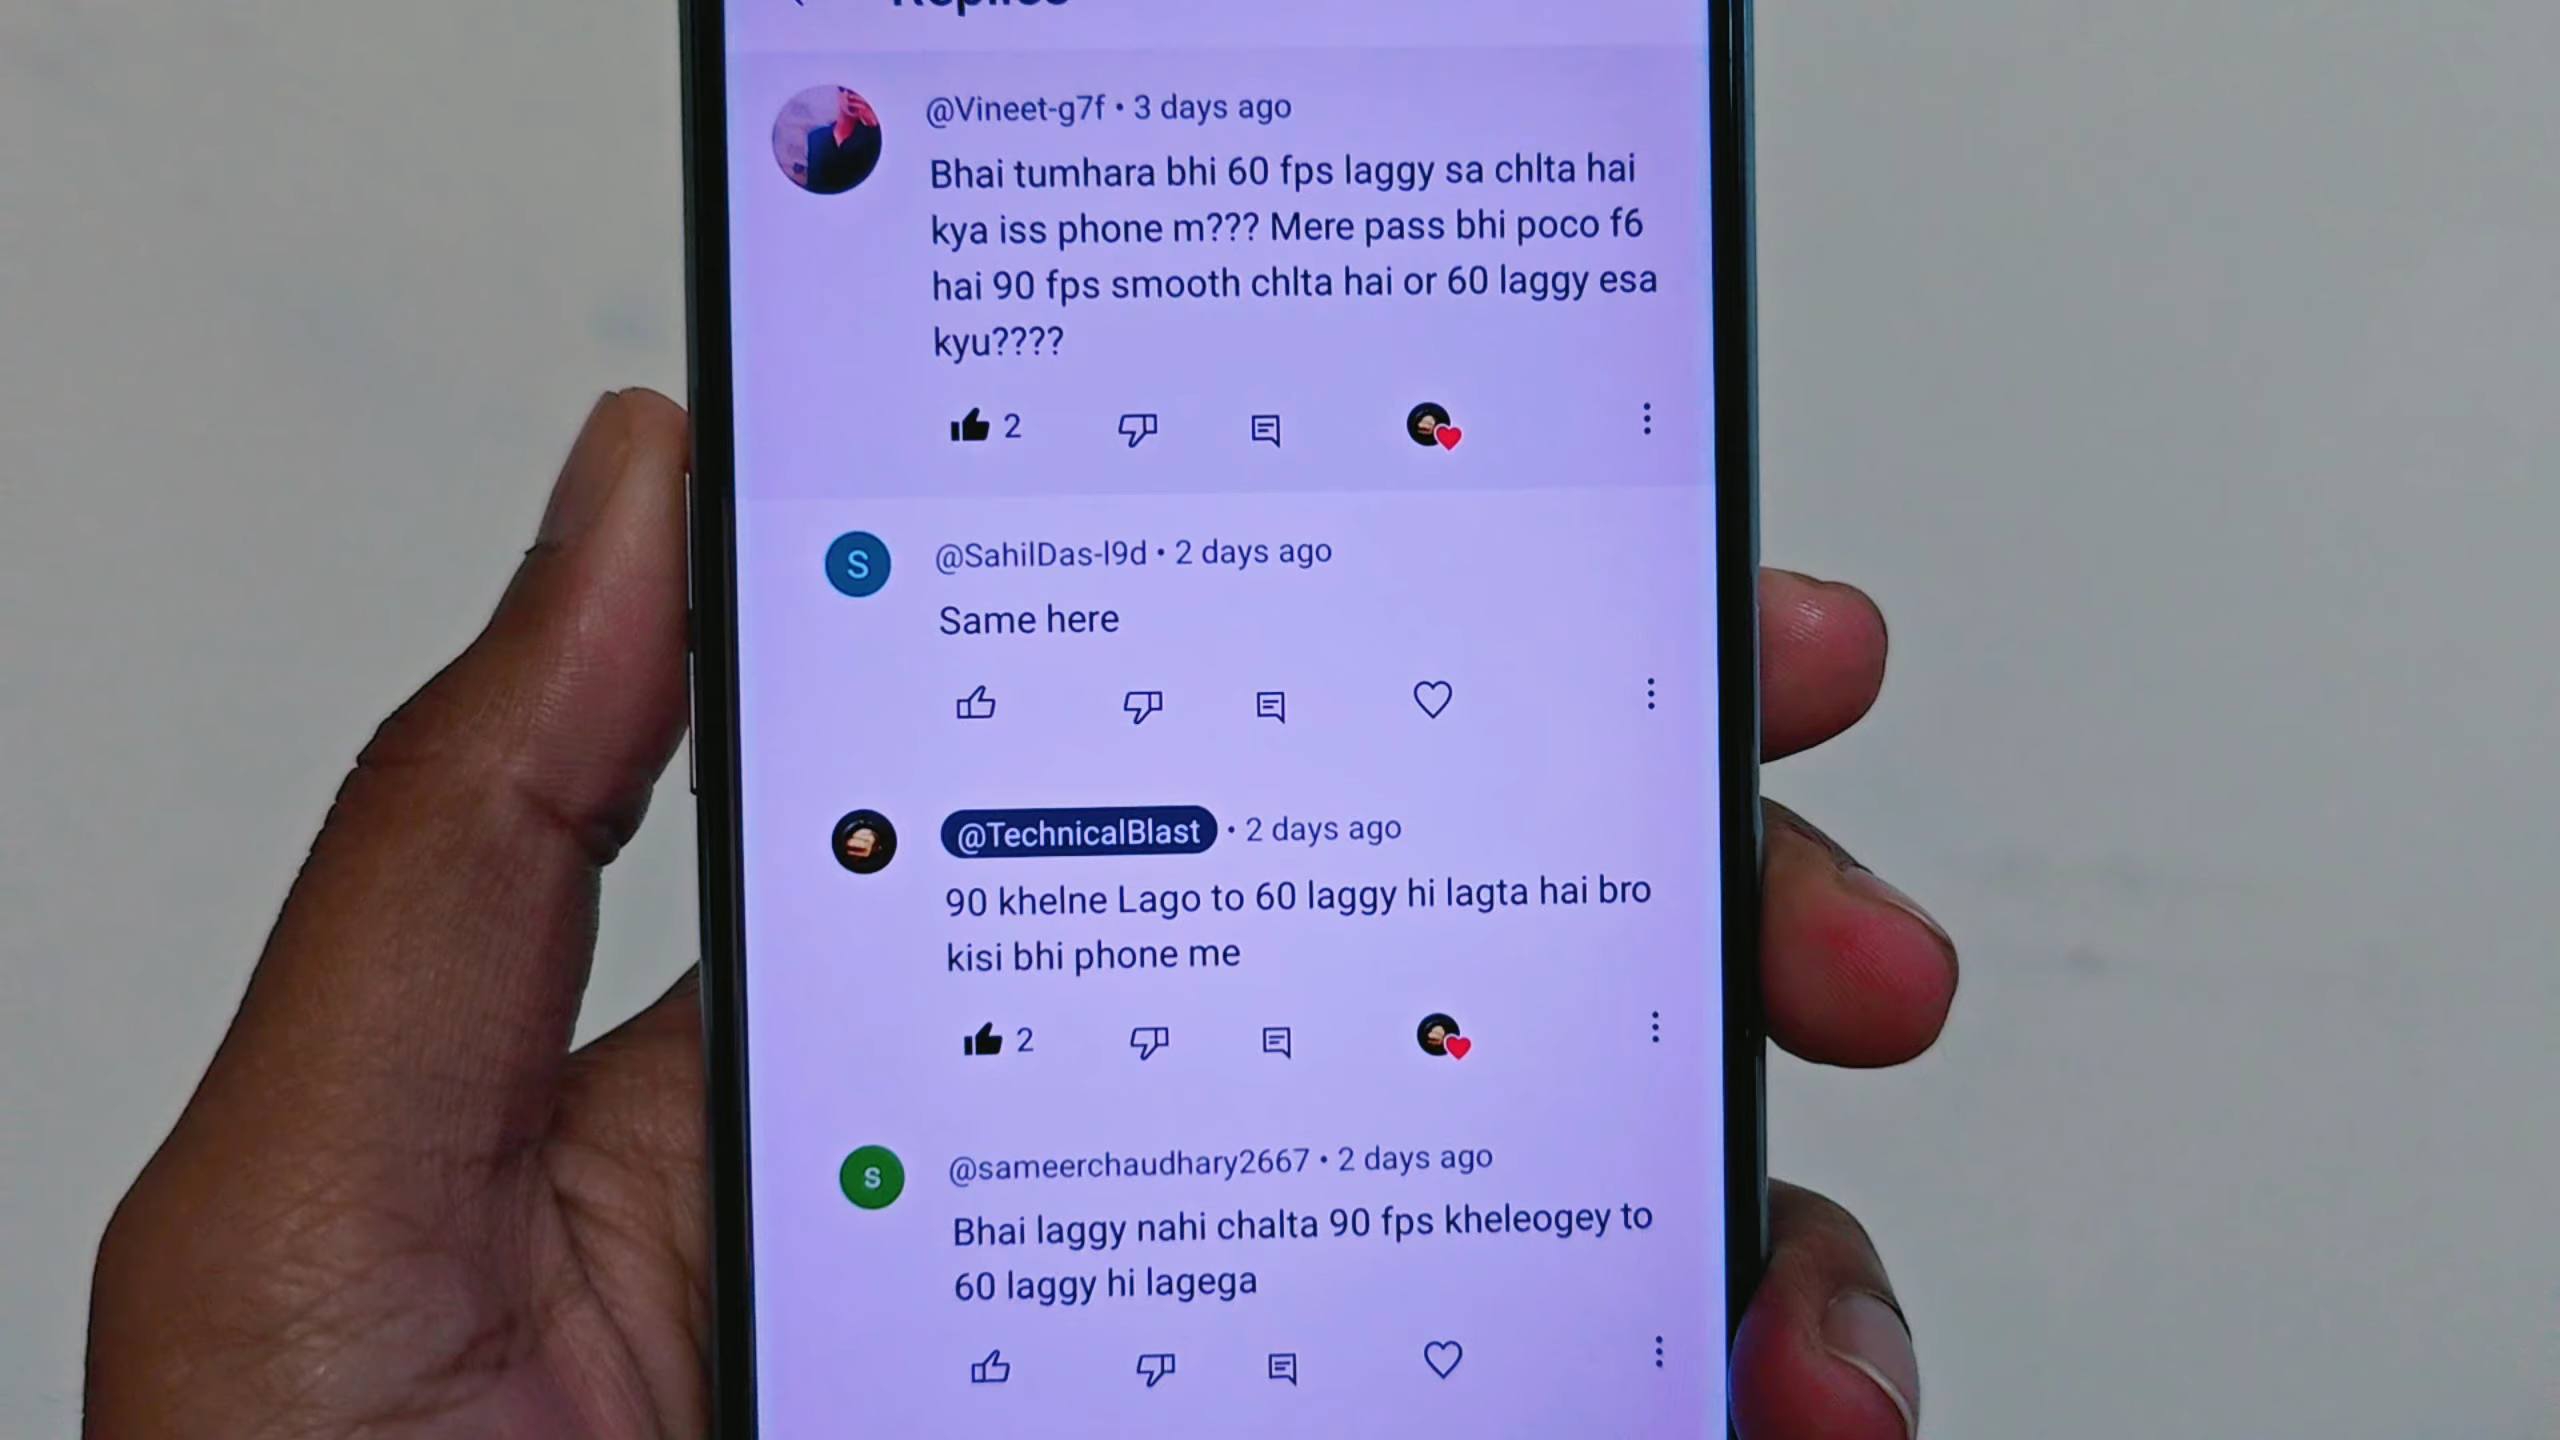 Replies
@Vineet-g7f • 3 days ago
Bhai tumhara bhi 60 fps laggy sa chlta hai
kya iss phone m??? Mere pass bhi poco f6
hai 90 fps smooth chlta hai or 60 laggy esa
kyu????
2
S
@SahilDas-l9d • 2 days ago
Same here
@TechnicalBlast • 2 days ago
90 khelne Lago to 60 laggy hi lagta hai bro
kisi bhi phone me
2
s
@sameerchaudhary2667 • 2 days ago
Bhai laggy nahi chalta 90 fps kheleogey to
60 laggy hi lagega